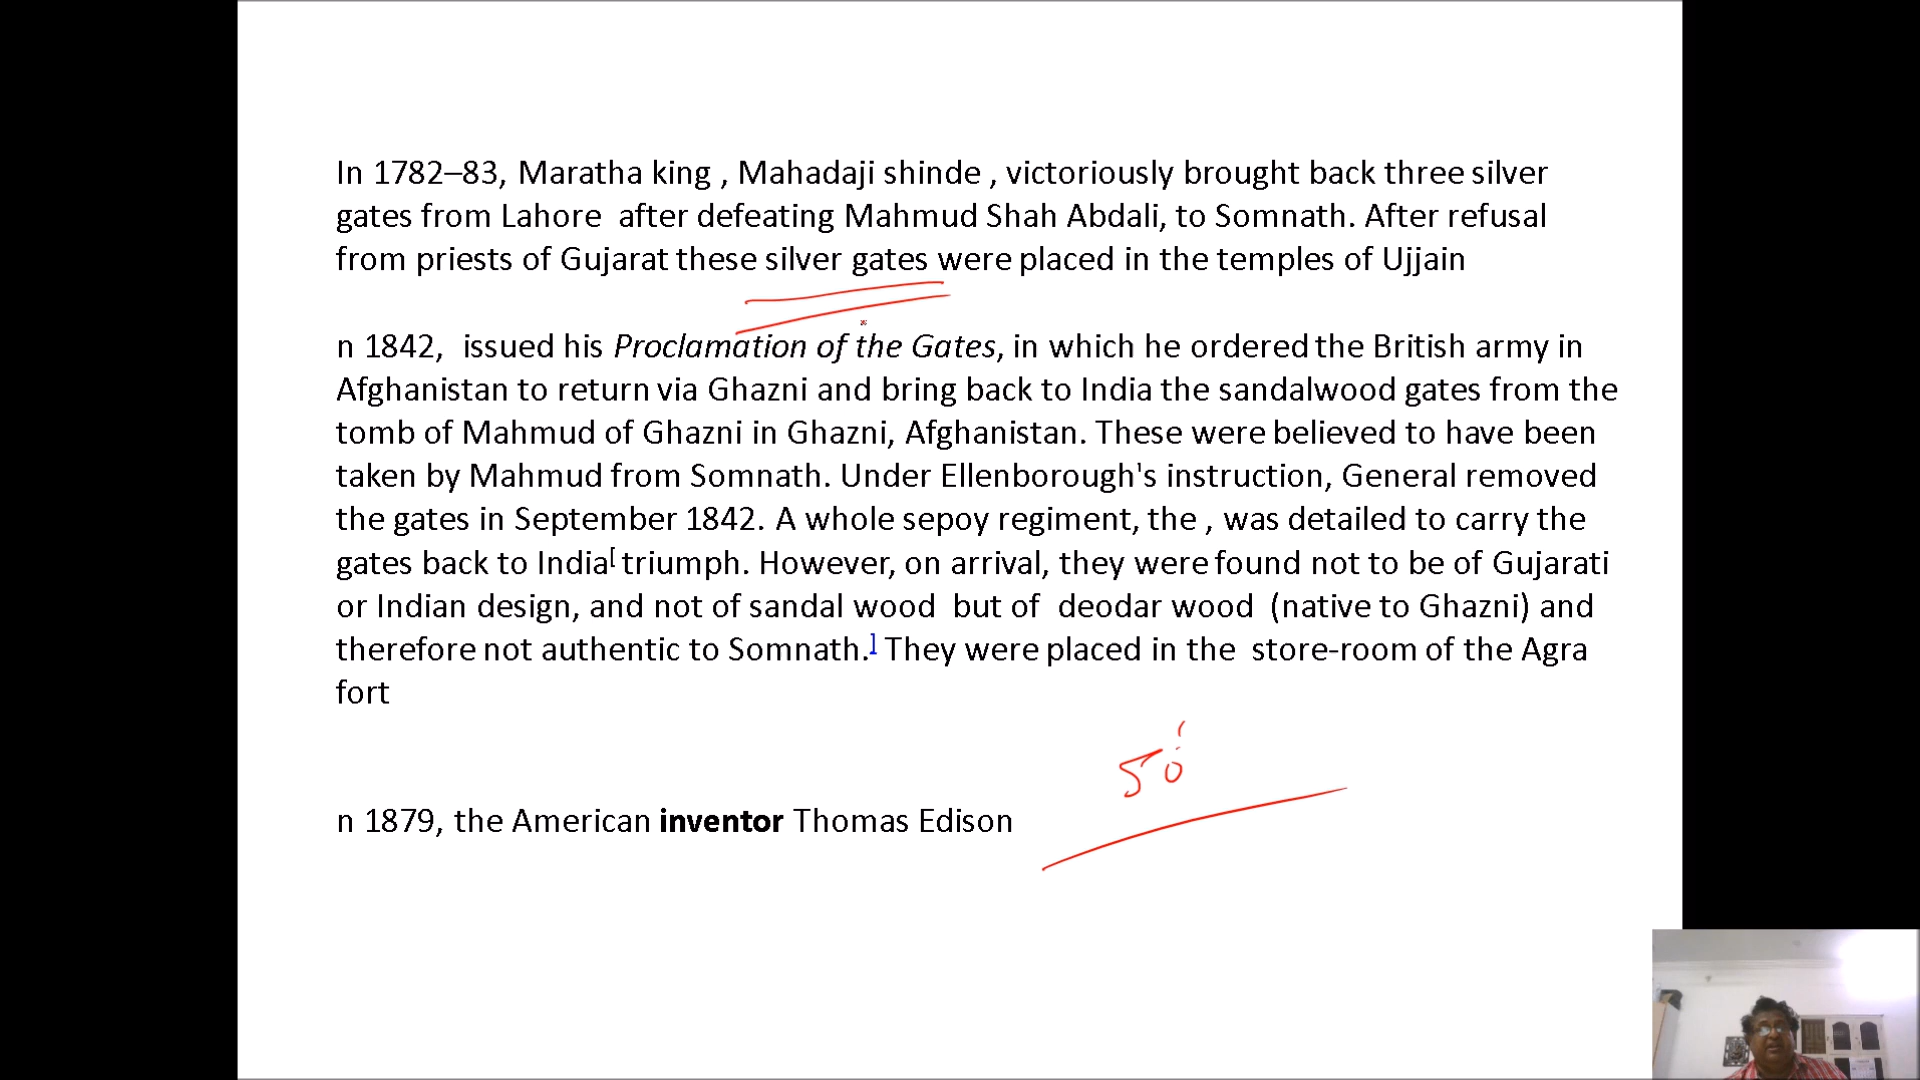 In 1782–83, Maratha king , Mahadaji shinde , victoriously brought back three silver
gates from Lahore  after defeating Mahmud Shah Abdali, to Somnath. After refusal
from priests of Gujarat these silver gates were placed in the temples of Ujjain
n 1842,  issued his Proclamation of the Gates, in which he ordered the British army in
Afghanistan to return via Ghazni and bring back to India the sandalwood gates from the
tomb of Mahmud of Ghazni in Ghazni, Afghanistan. These were believed to have been
taken by Mahmud from Somnath. Under Ellenborough's instruction, General removed
the gates in September 1842. A whole sepoy regiment, the , was detailed to carry the
gates back to India[ triumph. However, on arrival, they were found not to be of Gujarati
or Indian design, and not of sandal wood  but of  deodar wood  (native to Ghazni) and
therefore not authentic to Somnath.] They were placed in the  store-room of the Agra
fort
n 1879, the American inventor Thomas Edison